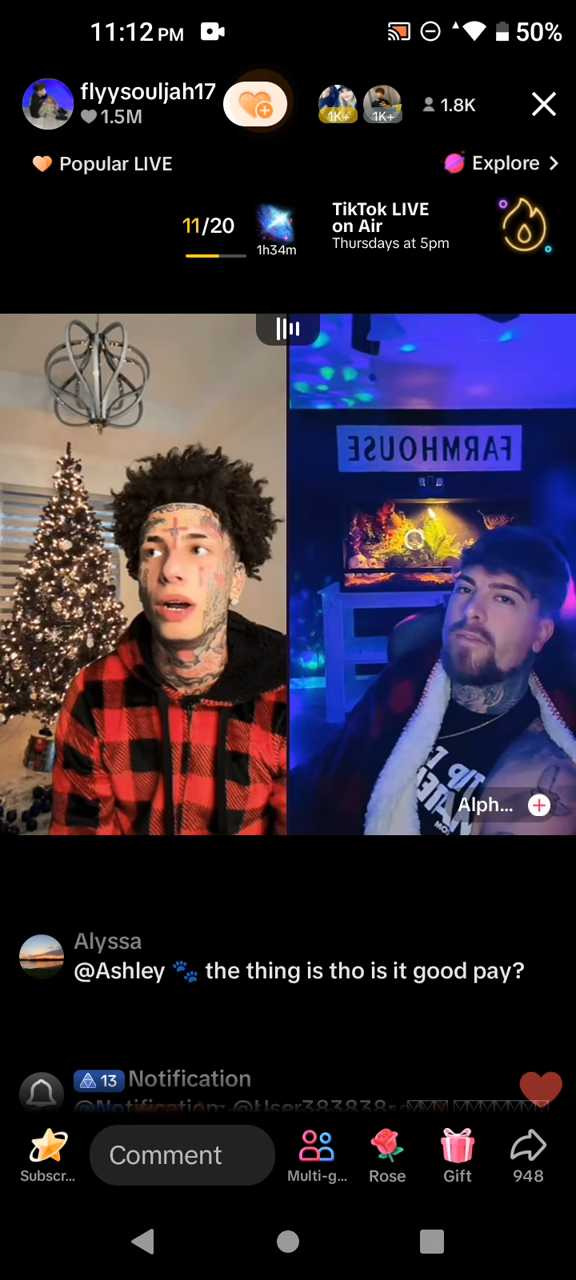 11:12 PM
50%
flyysouljah17
1.5M
1K+
1K+
1.8K
Popular LIVE
Explore >
11/20
1h34m
TikTok LIVE
on Air
Thursdays at 5pm
FARMHOUSE
Alph...
Alyssa
@Ashley 🐾 the thing is tho is it good pay?
13 Notification
@Notification: @User383838:
Subscr...
Comment
Multi-g...
Rose
Gift
948